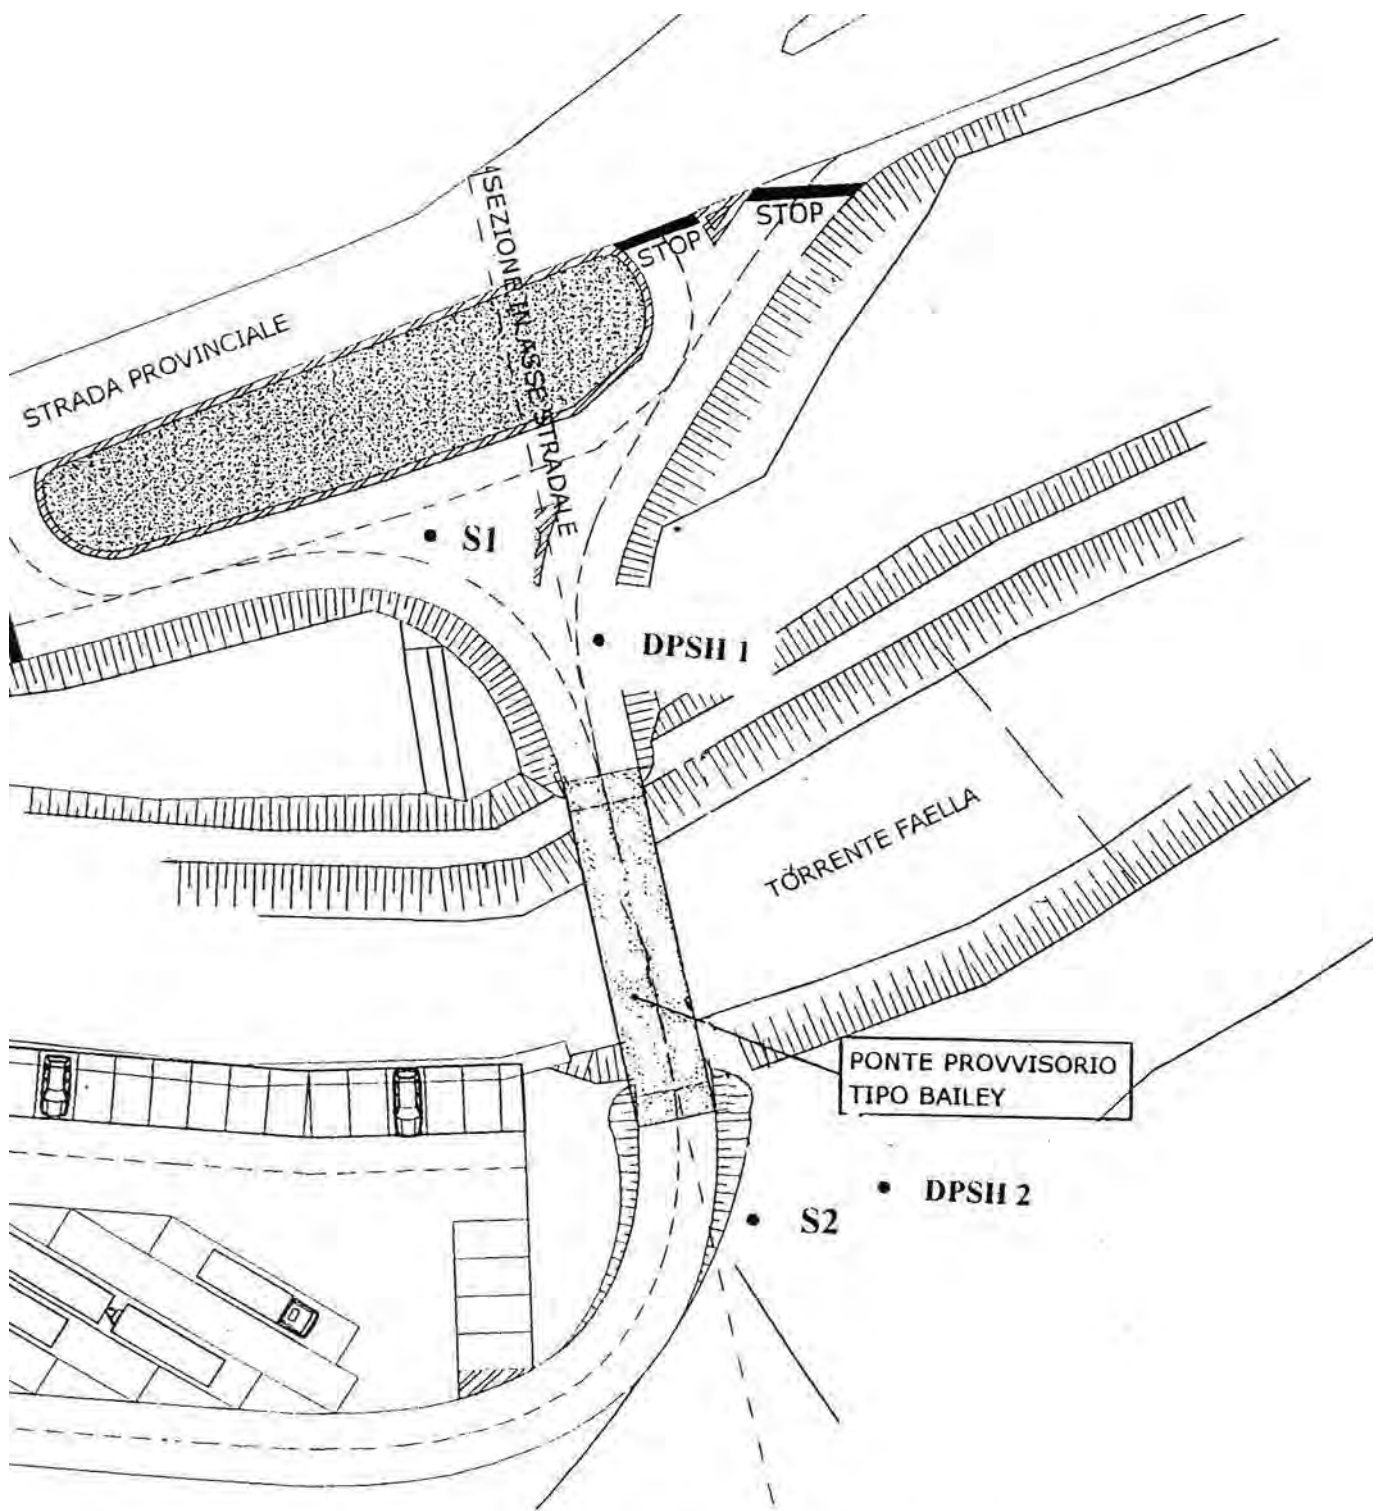 SEZIONE IN ASSE STRADALE
STOP
STOP
STRADA PROVINCIALE
S1
DPSH 1
TORRENTE FAELLA
PONTE PROVVISORIO
TIPO BAILEY
DPSH 2
S2